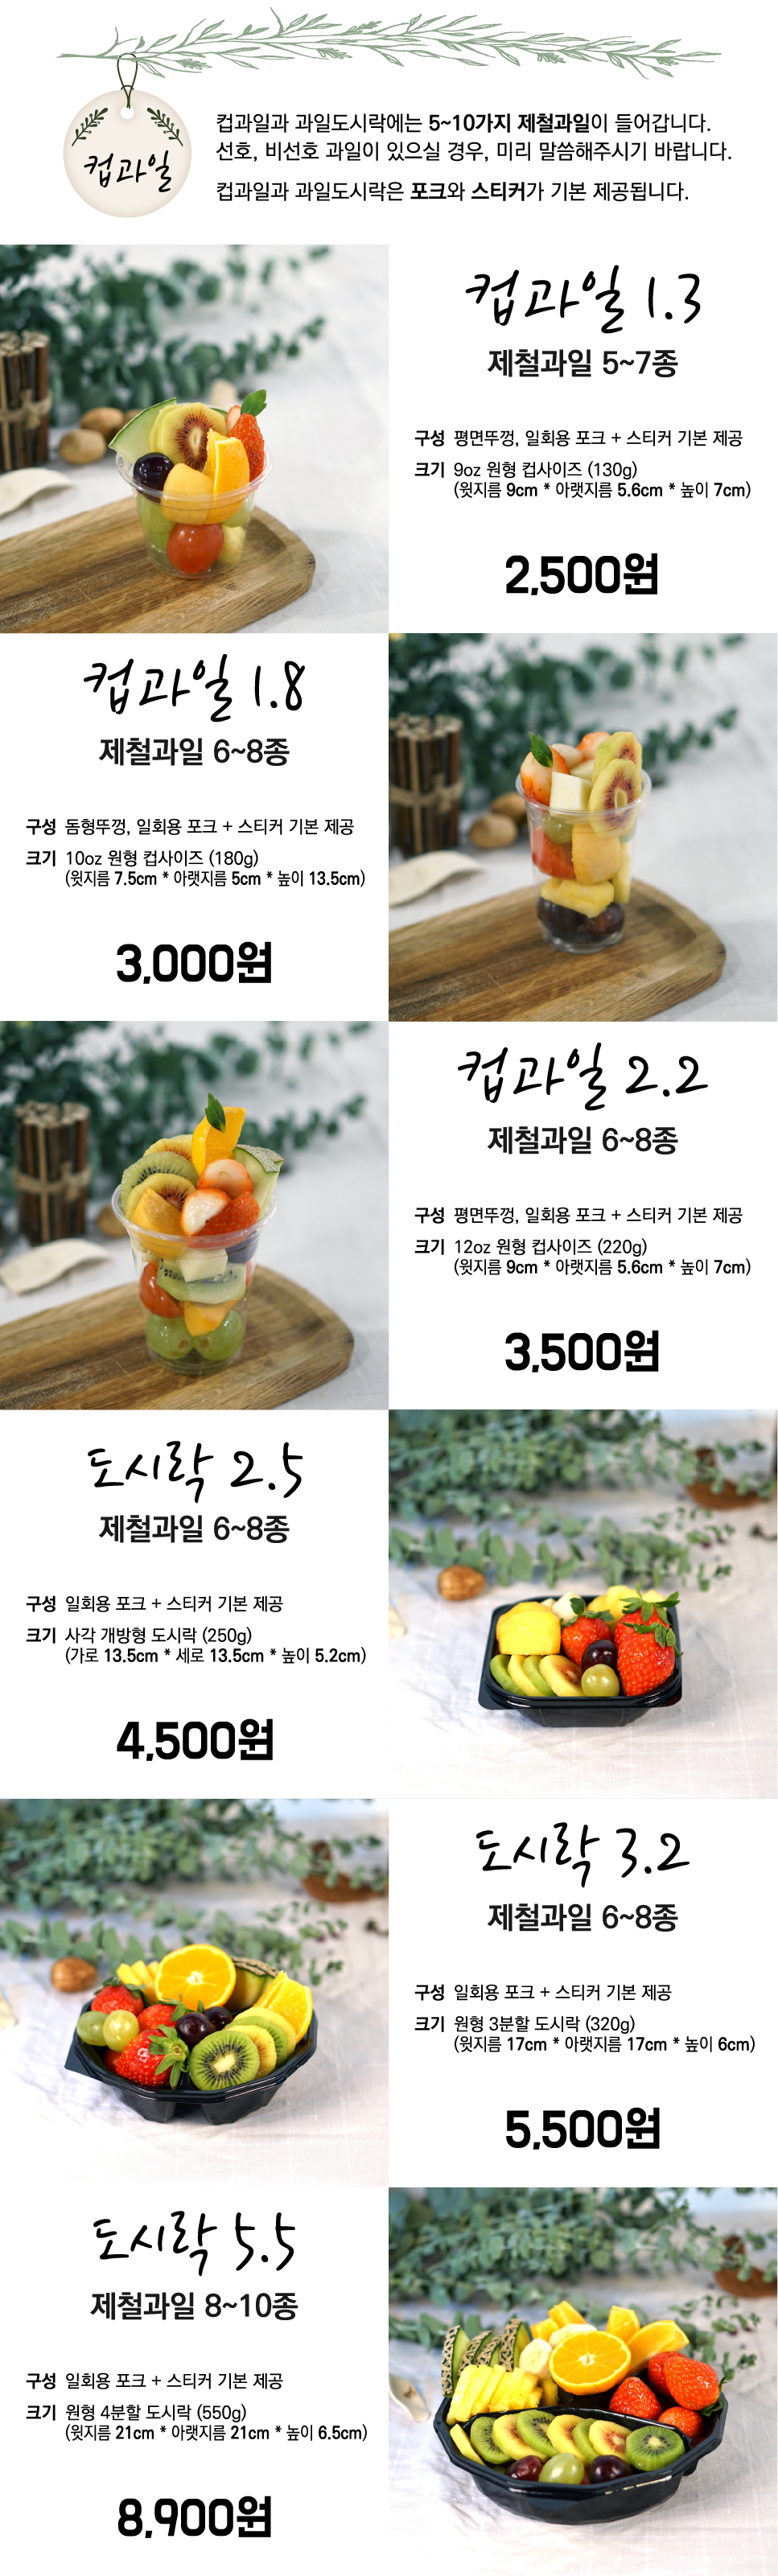 컵과일
컵과일과 과일도시락에는 5~10가지 제철과일이 들어갑니다.
선호, 비선호 과일이 있으실 경우, 미리 말씀해주시기 바랍니다.
컵과일과 과일도시락은 포크와 스티커가 기본 제공됩니다.
컵과일 1.3
제철과일 5~7종
구성 평면뚜껑, 일회용 포크 + 스티커 기본 제공
크기 9oz 원형 컵사이즈 (130g)
(윗지름 9cm * 아랫지름 5.6cm * 높이 7cm)
2,500원
컵과일 1.8
제철과일 6~8종
구성 돔형뚜껑, 일회용 포크 + 스티커 기본 제공
크기 10oz 원형 컵사이즈 (180g)
(윗지름 7.5cm * 아랫지름 5cm * 높이 13.5cm)
3,000원
컵과일 2.2
제철과일 6~8종
구성 평면뚜껑, 일회용 포크 + 스티커 기본 제공
크기 12oz 원형 컵사이즈 (220g)
(윗지름 9cm * 아랫지름 5.6cm * 높이 7cm)
3,500원
도시락 2.5
제철과일 6~8종
구성 일회용 포크 + 스티커 기본 제공
크기 사각 개방형 도시락 (250g)
(가로 13.5cm * 세로 13.5cm * 높이 5.2cm)
4,500원
도시락 3.2
제철과일 6~8종
구성 일회용 포크 + 스티커 기본 제공
크기 원형 3분할 도시락 (320g)
(윗지름 17cm * 아랫지름 17cm * 높이 6cm)
5,500원
도시락 5.5
제철과일 8~10종
구성 일회용 포크 + 스티커 기본 제공
크기 원형 4분할 도시락 (550g)
(윗지름 21cm * 아랫지름 21cm * 높이 6.5cm)
8,900원